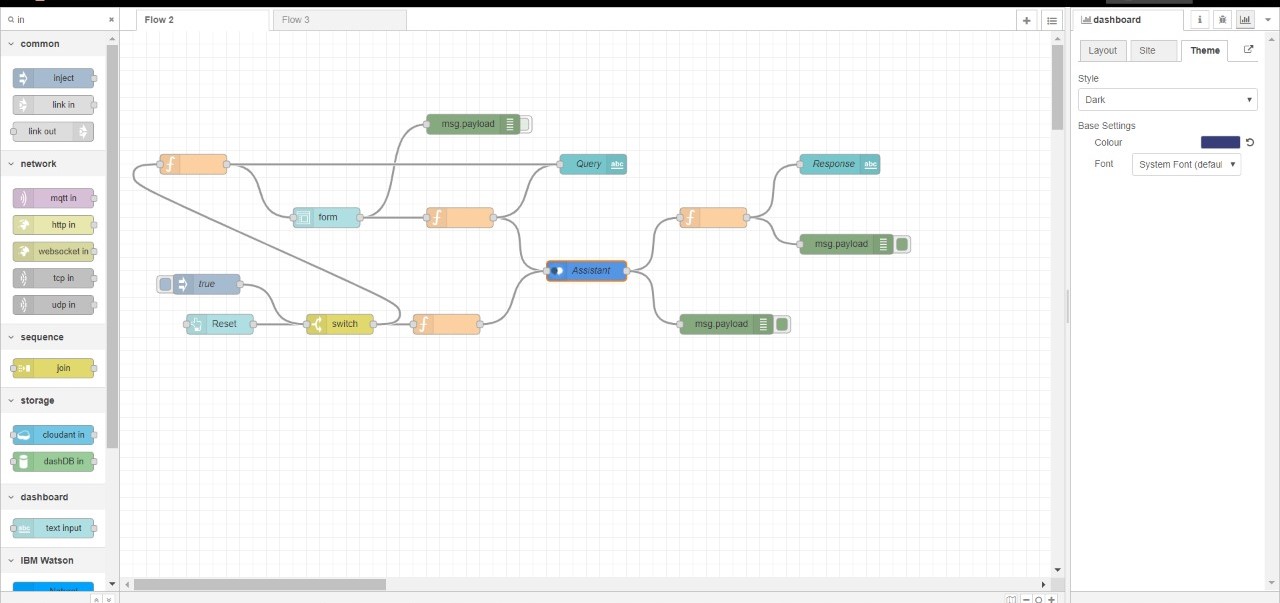 in
×
Flow 2
Flow 3
dashboard
common
inject
link in
link out
network
mqtt in
http in
websocket in
tcp in
udp in
sequence
join
storage
cloudant in
dashDB in
dashboard
abc text input
IBM Watson
msg.payload
Query abc
form
Assistant
true
Reset
switch
Response abc
msg.payload
msg.payload
Layout
Site
Theme
Style
Dark
Base Settings
Colour
Font
System Font (defaul